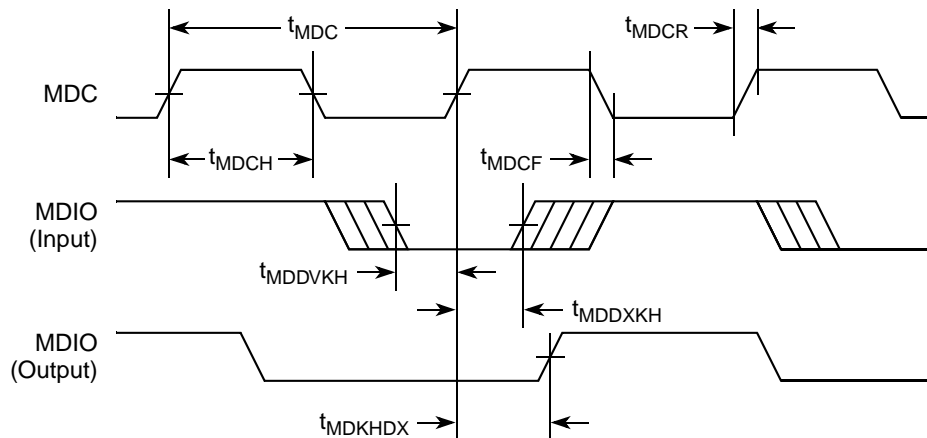 tMDC
tMDCR
MDC
tMDCH
tMDCF
MDIO
(Input)
tMDDVKH
tMDDXKH
MDIO
(Output)
tMDKHDX